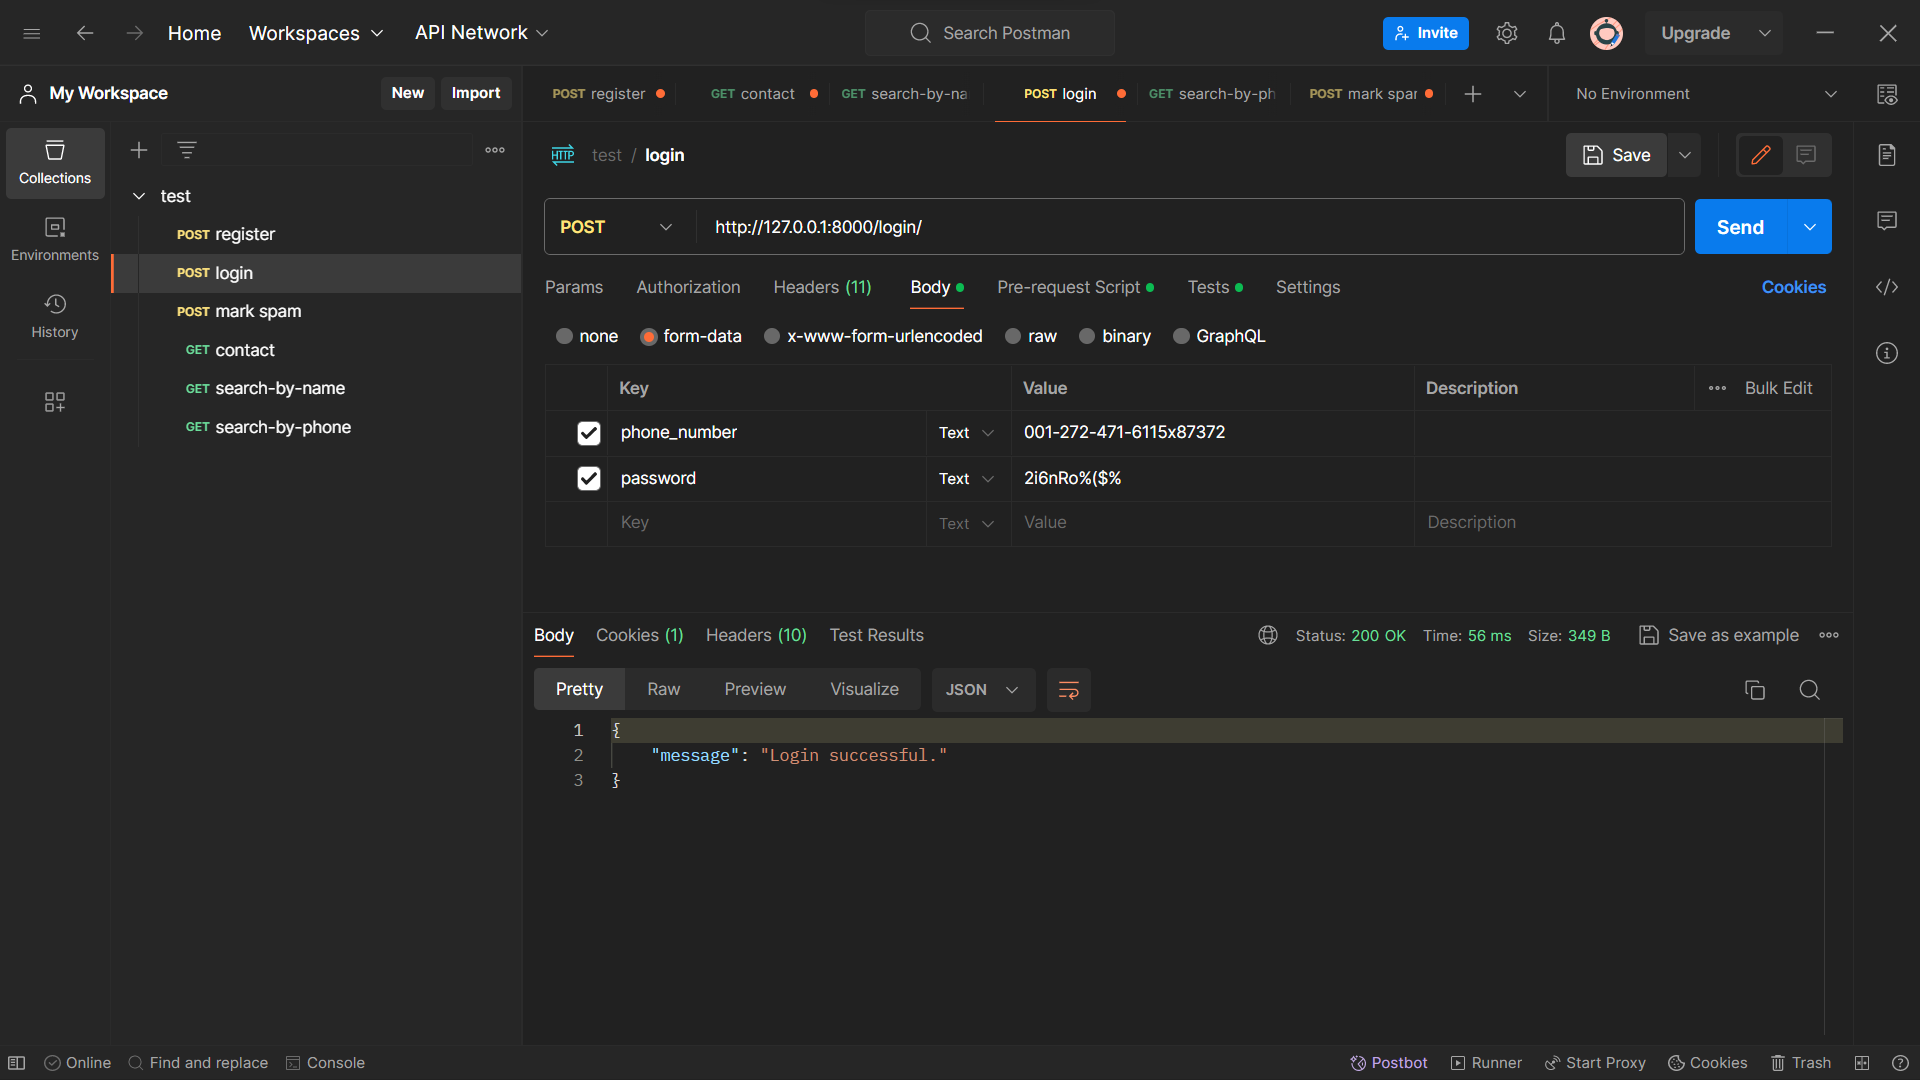 Home Workspaces API Network Search Postman Invite Upgrade
My Workspace New Import POST register GET contact GET search-by-na POST login GET search-by-ph POST mark spar No Environment
Collections
Environments
History
test
POST register
POST login
POST mark spam
GET contact
GET search-by-name
GET search-by-phone
HTTP test / login Save
POST http://127.0.0.1:8000/login/ Send
Params Authorization Headers (11) Body Pre-request Script Tests Settings Cookies
none form-data x-www-form-urlencoded raw binary GraphQL
Key Value Description Bulk Edit
phone_number Text 001-272-471-6115x87372
password Text 2i6nRo%($%
Key Text Value Description
Body Cookies (1) Headers (10) Test Results Status: 200 OK Time: 56 ms Size: 349 B Save as example
Pretty Raw Preview Visualize JSON
1 {
2 "message": "Login successful."
3 }
Online Find and replace Console Postbot Runner Start Proxy Cookies Trash